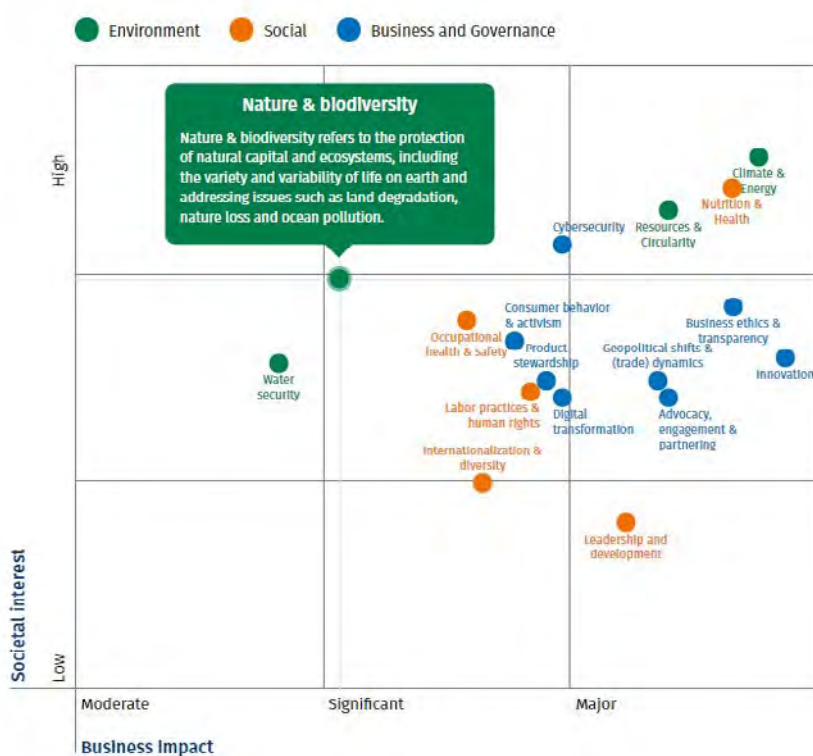 Environment
Social
Business and Governance
Nature & biodiversity
Nature & biodiversity refers to the protection
of natural capital and ecosystems, including
the variety and variability of life on earth and
addressing issues such as land degradation,
nature loss and ocean pollution.
High
Climate &
Energy
Nutrition &
Health
Resources &
Circularity
Cybersecurity
Consumer behavior
& activism
Occupational
health & safety
Product
stewardship
Business ethics &
transparency
Geopolitical shifts &
(trade) dynamics
Innovation
Water
security
Labor practices &
human rights
Digital
transformation
Advocacy,
engagement &
partnering
Internationalization &
diversity
Leadership and
development
Societal interest
Low
Moderate
Significant
Major
Business impact